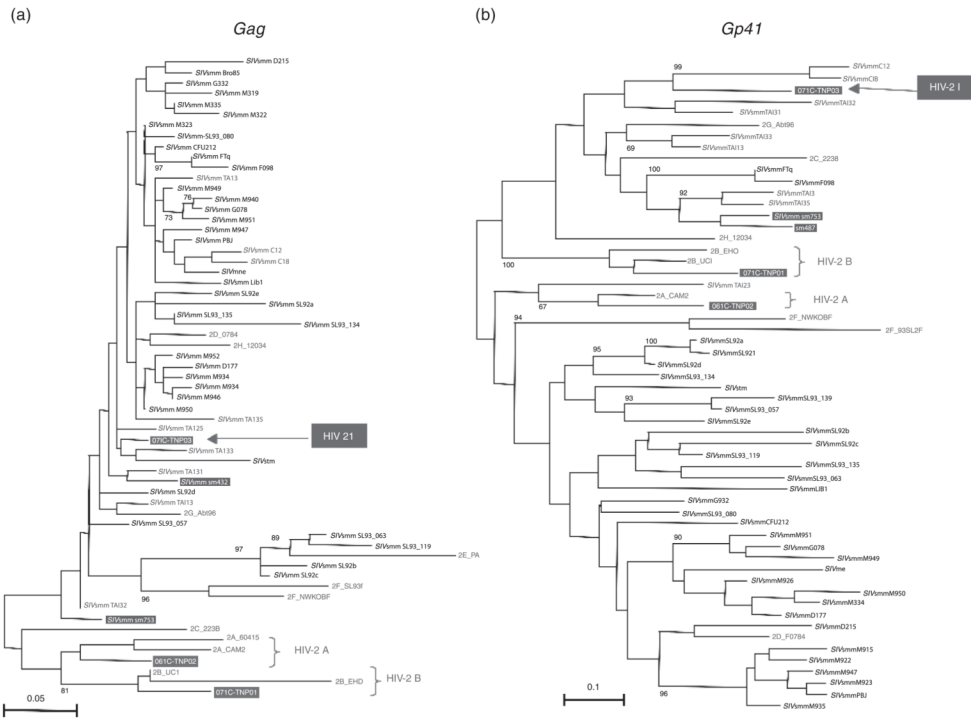 (a)
Gag
SIVsmm D215
SIVsmm Bro85
SIVsmm G332
SIVsmm M319
SIVsmm M335
SIVsmm M322
SIVsmm M323
SIVsmm-SL93_080
SIVsmm CFU212
SIVsmm FTq
97
SIVsmm F098
SIVsmm TA13
SIVsmm M949
76
SIVsmm M940
SIVsmm G078
73
SIVsmm M951
SIVsmm M947
SIVsmm PBJ
SIVsmm C12
SIVsmm C18
SIVmne
SIVsmm Lib1
SIVsmm SL92e
SIVsmm SL92a
SIVsmm SL93_135
SIVsmm SL93_134
2D_0784
2H_12034
SIVsmm M952
SIVsmm D177
SIVsmm M934
SIVsmm M934
SIVsmm M946
SIVsmm M950
SIVsmm TA135
SIVsmm TA125
07IC-TNP03
HIV 21
SIVsmm TA133
SIVstm
SIVsmm TA131
SIVsmm sm432
SIVsmm SL92d
SIVsmm TAI13
2G_Abt96
SIVsmm SL93_057
SIVsmm SL93_063
89
SIVsmm SL93_119
97
2E_PA
SIVsmm SL92b
SIVsmm SL92c
2F_SL93f
96
2F_NWKOBF
SIVsmm TAI32
SIVsmm sm753
2C_223B
2A_60415
2A_CAM2
HIV-2 A
061C-TNP02
2B_UC1
2B_EHD
HIV-2 B
81
071C-TNP01
0.05
(b)
Gp41
99
SIVsmmC12
SIVsmmCI8
071C-TNP03
HIV-2 I
SIVsmmTAI32
SIVsmmTAI31
2G_Abt96
SIVsmmTAI33
69
SIVsmmTAI13
2C_2238
100
SIVsmmFTq
SIVsmmF098
92
SIVsmmTAI3
SIVsmmTAI35
SIVsmm sm753
sm487
2H_12034
2B_EHO
2B_UCI
HIV-2 B
100
071C-TNP01
SIVsmm TAI23
2A_CAM2
HIV-2 A
67
061C-TNP02
94
2F_NWKOBF
2F_93SL2F
SIVsmmSL92a
100
SIVsmmSL921
95
SIVsmmSL92d
SIVsmmSL93_134
SIVstm
93
SIVsmmSL93_139
SIVsmmSL93_057
SIVsmmSL92e
SIVsmmSL92b
SIVsmmSL92c
SIVsmmSL93_119
SIVsmmSL93_135
SIVsmmSL93_063
SIVsmmLIB1
SIVsmmG932
SIVsmmSL93_080
SIVsmmCFU212
90
SIVsmmM951
SIVsmmG078
SIVsmmM949
SIVme
SIVsmmM926
SIVsmmM950
SIVsmmM334
SIVsmmD177
SIVsmmD215
2D_F0784
SIVsmmM915
SIVsmmM922
SIVsmmM947
SIVsmmM923
SIVsmmPBJ
96
SIVsmmM935
0.1